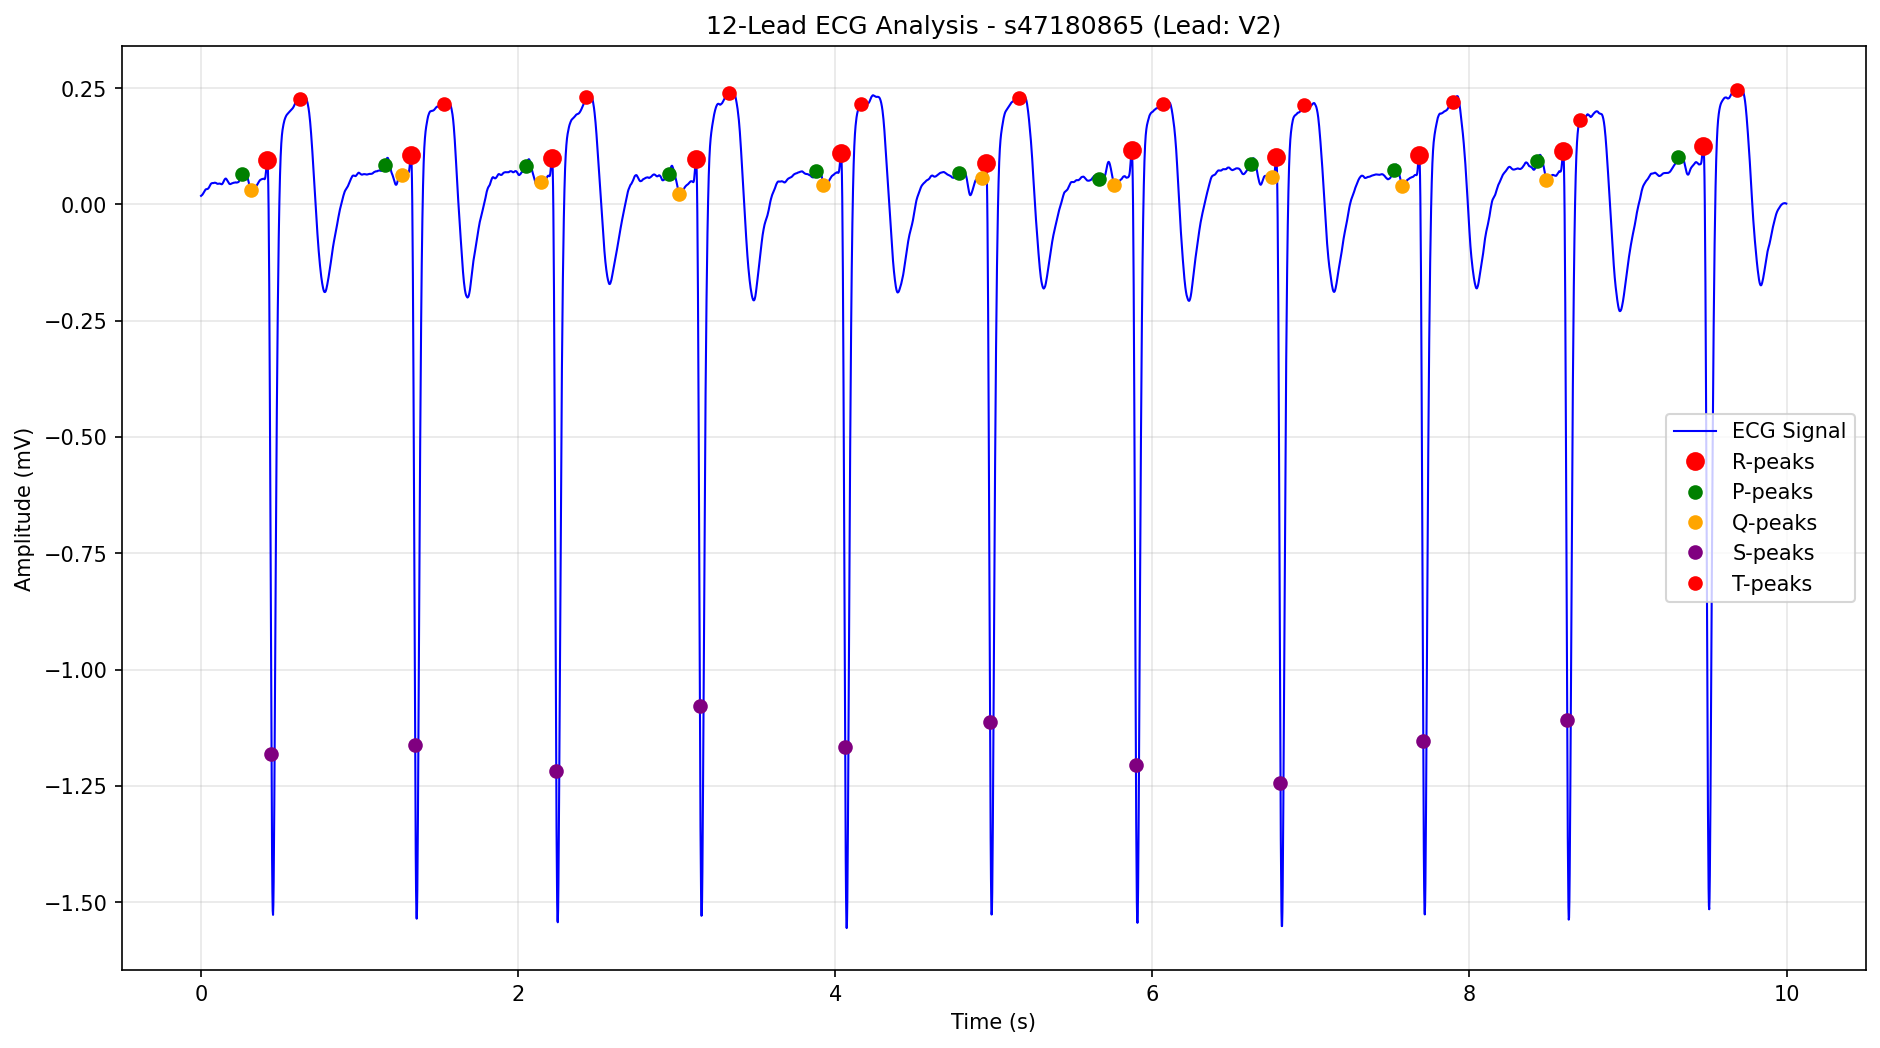 12-Lead ECG Analysis - s47180865 (Lead: V2)
0.25
0.00
−0.25
−0.50
−0.75
−1.00
−1.25
−1.50
Amplitude (mV)
ECG Signal
R-peaks
P-peaks
Q-peaks
S-peaks
T-peaks
0 2 4 6 8 10
Time (s)